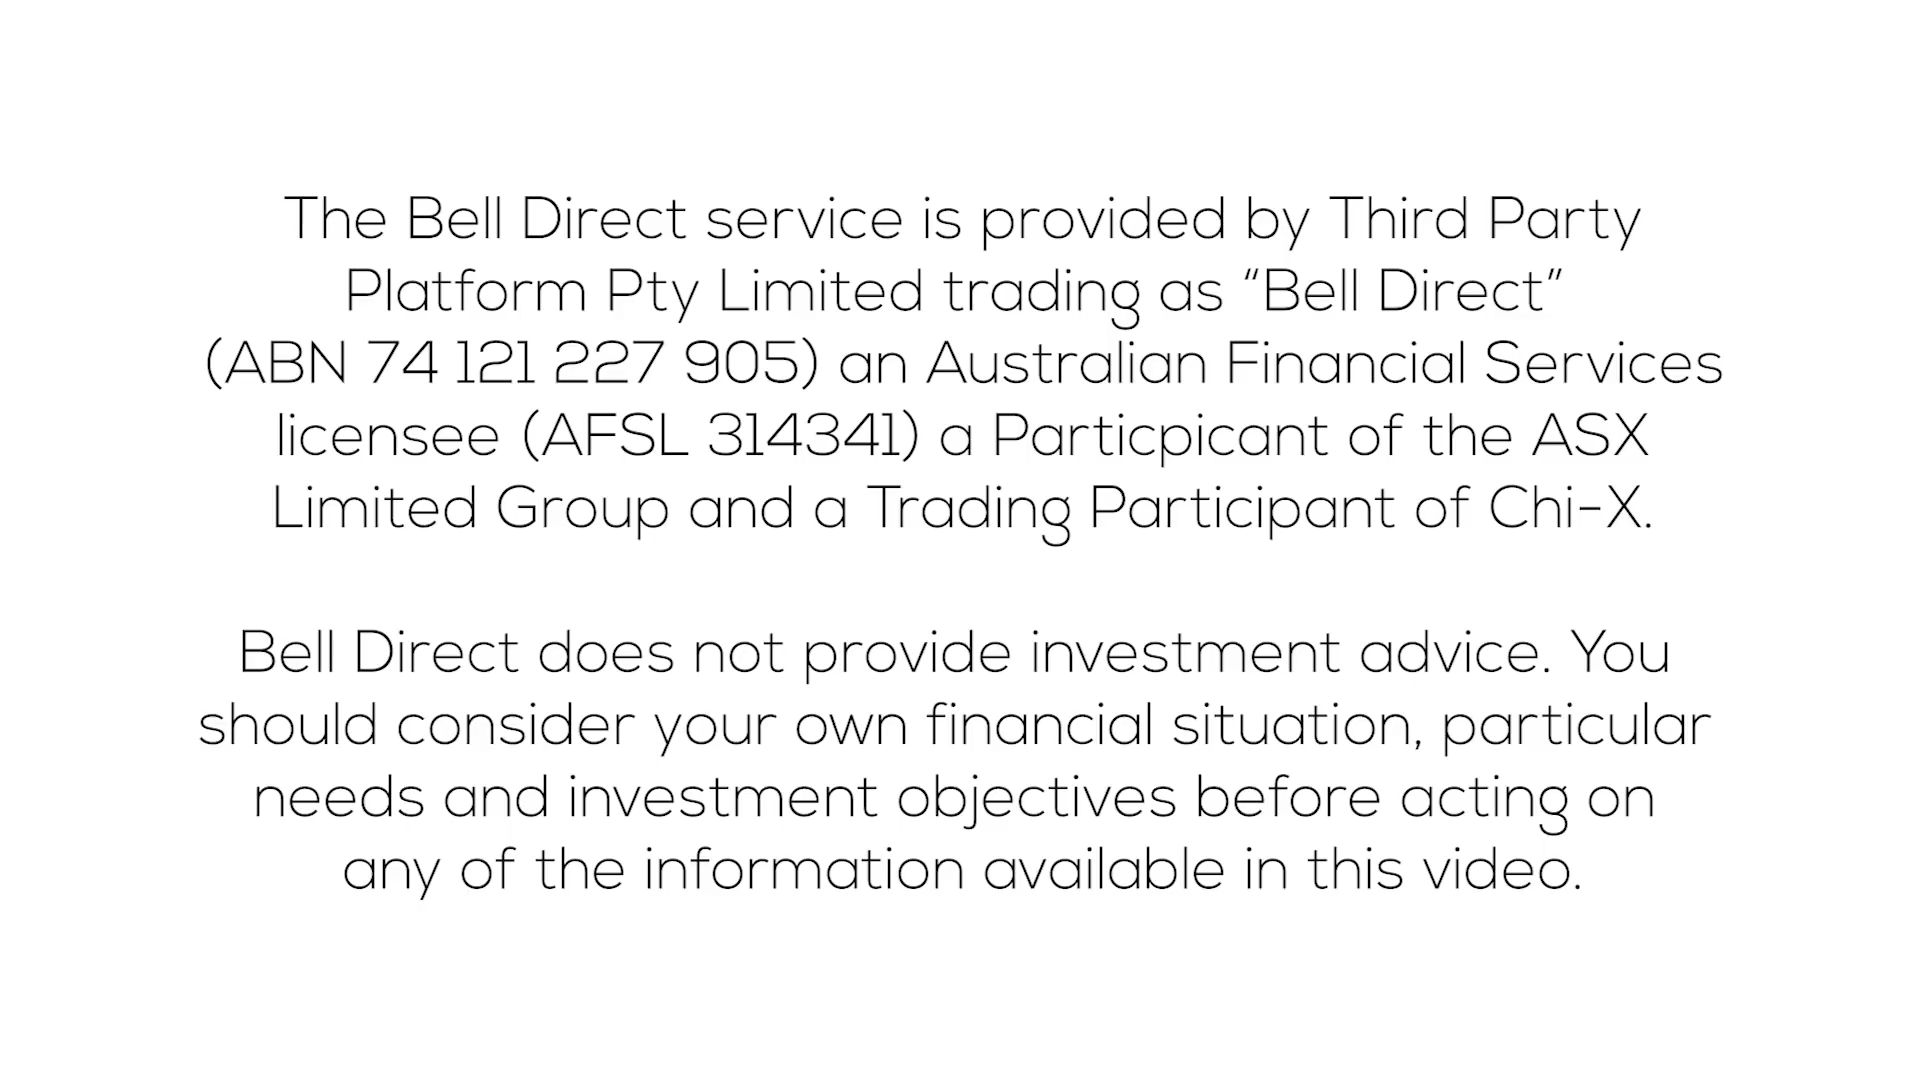 The Bell Direct service is provided by Third Party
Platform Pty Limited trading as “Bell Direct”
(ABN 74 121 227 905) an Australian Financial Services
licensee (AFSL 314341) a Particpicant of the ASX
Limited Group and a Trading Participant of Chi-X.
Bell Direct does not provide investment advice. You
should consider your own financial situation, particular
needs and investment objectives before acting on
any of the information available in this video.